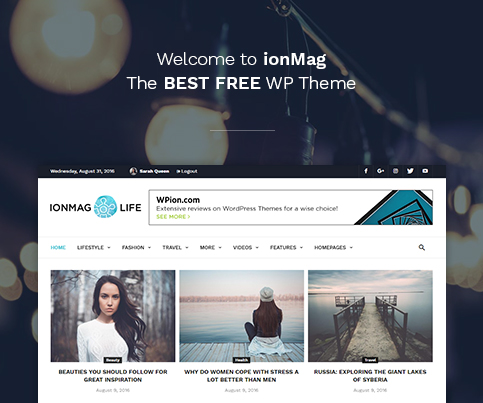 Welcome to ionMag
The BEST FREE WP Theme
Wednesday, August 31, 2016 Sarah Queen Logout
IONMAG LIFE
WPion.com
Extensive reviews on WordPress Themes for a wise choice!
SEE MORE
HOME LIFESTYLE FASHION TRAVEL MORE VIDEOS FEATURES HOMEPAGES
Beauty Health Travel
BEAUTIES YOU SHOULD FOLLOW FOR
GREAT INSPIRATION
August 9, 2016
WHY DO WOMEN COPE WITH STRESS A
LOT BETTER THAN MEN
August 9, 2016
RUSSIA: EXPLORING THE GIANT LAKES
OF SYBERIA
August 9, 2016